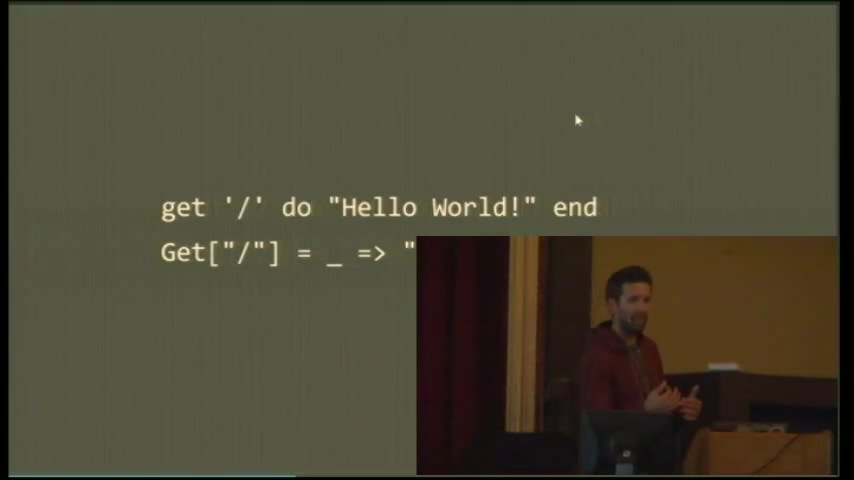 get '/' do "Hello World!" end
Get["/"] = _ => "